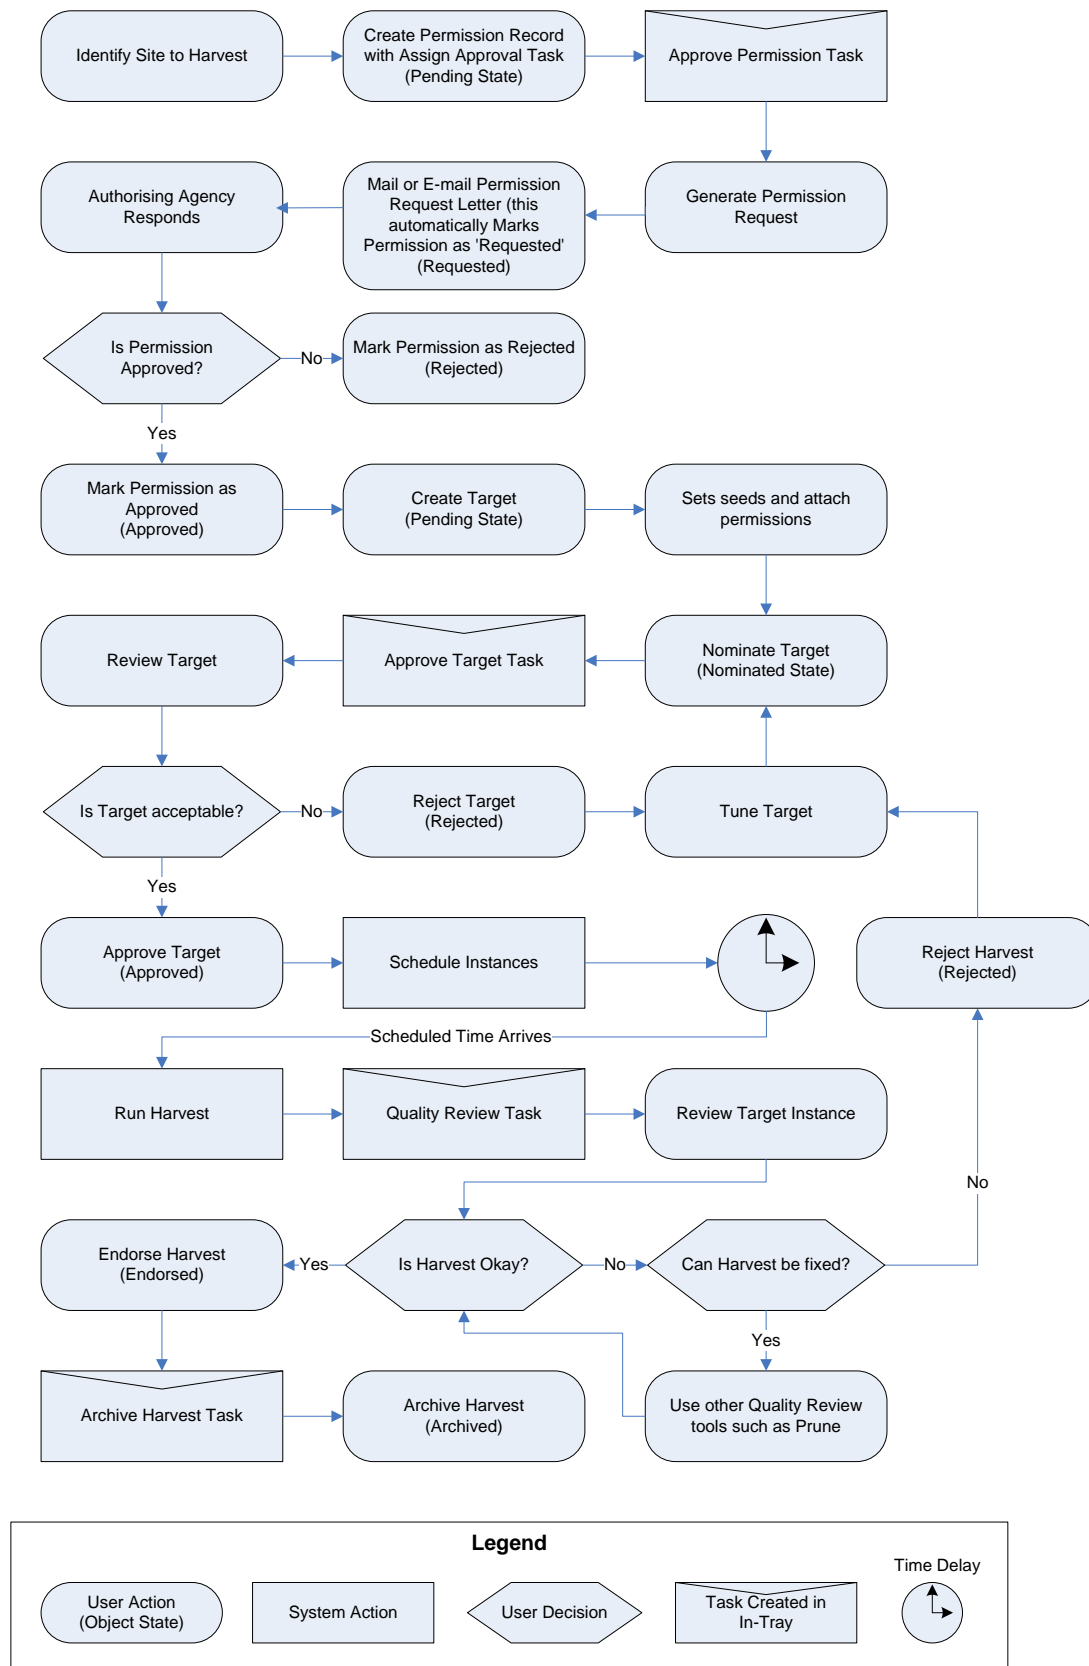 Identify Site to Harvest
Create Permission Record
with Assign Approval Task
(Pending State)
Approve Permission Task
Authorising Agency
Responds
Mail or E-mail Permission
Request Letter (this
automatically Marks
Permission as 'Requested'
(Requested)
Generate Permission
Request
Is Permission
Approved?
No
Mark Permission as Rejected
(Rejected)
Yes
Mark Permission as
Approved
(Approved)
Create Target
(Pending State)
Sets seeds and attach
permissions
Review Target
Approve Target Task
Nominate Target
(Nominated State)
Is Target acceptable?
No
Reject Target
(Rejected)
Tune Target
Yes
Approve Target
(Approved)
Schedule Instances
Reject Harvest
(Rejected)
Scheduled Time Arrives
Run Harvest
Quality Review Task
Review Target Instance
No
Endorse Harvest
(Endorsed)
Yes
Is Harvest Okay?
No
Can Harvest be fixed?
Yes
Archive Harvest Task
Archive Harvest
(Archived)
Use other Quality Review
tools such as Prune
Legend
User Action
(Object State)
System Action
User Decision
Task Created in
In-Tray
Time Delay